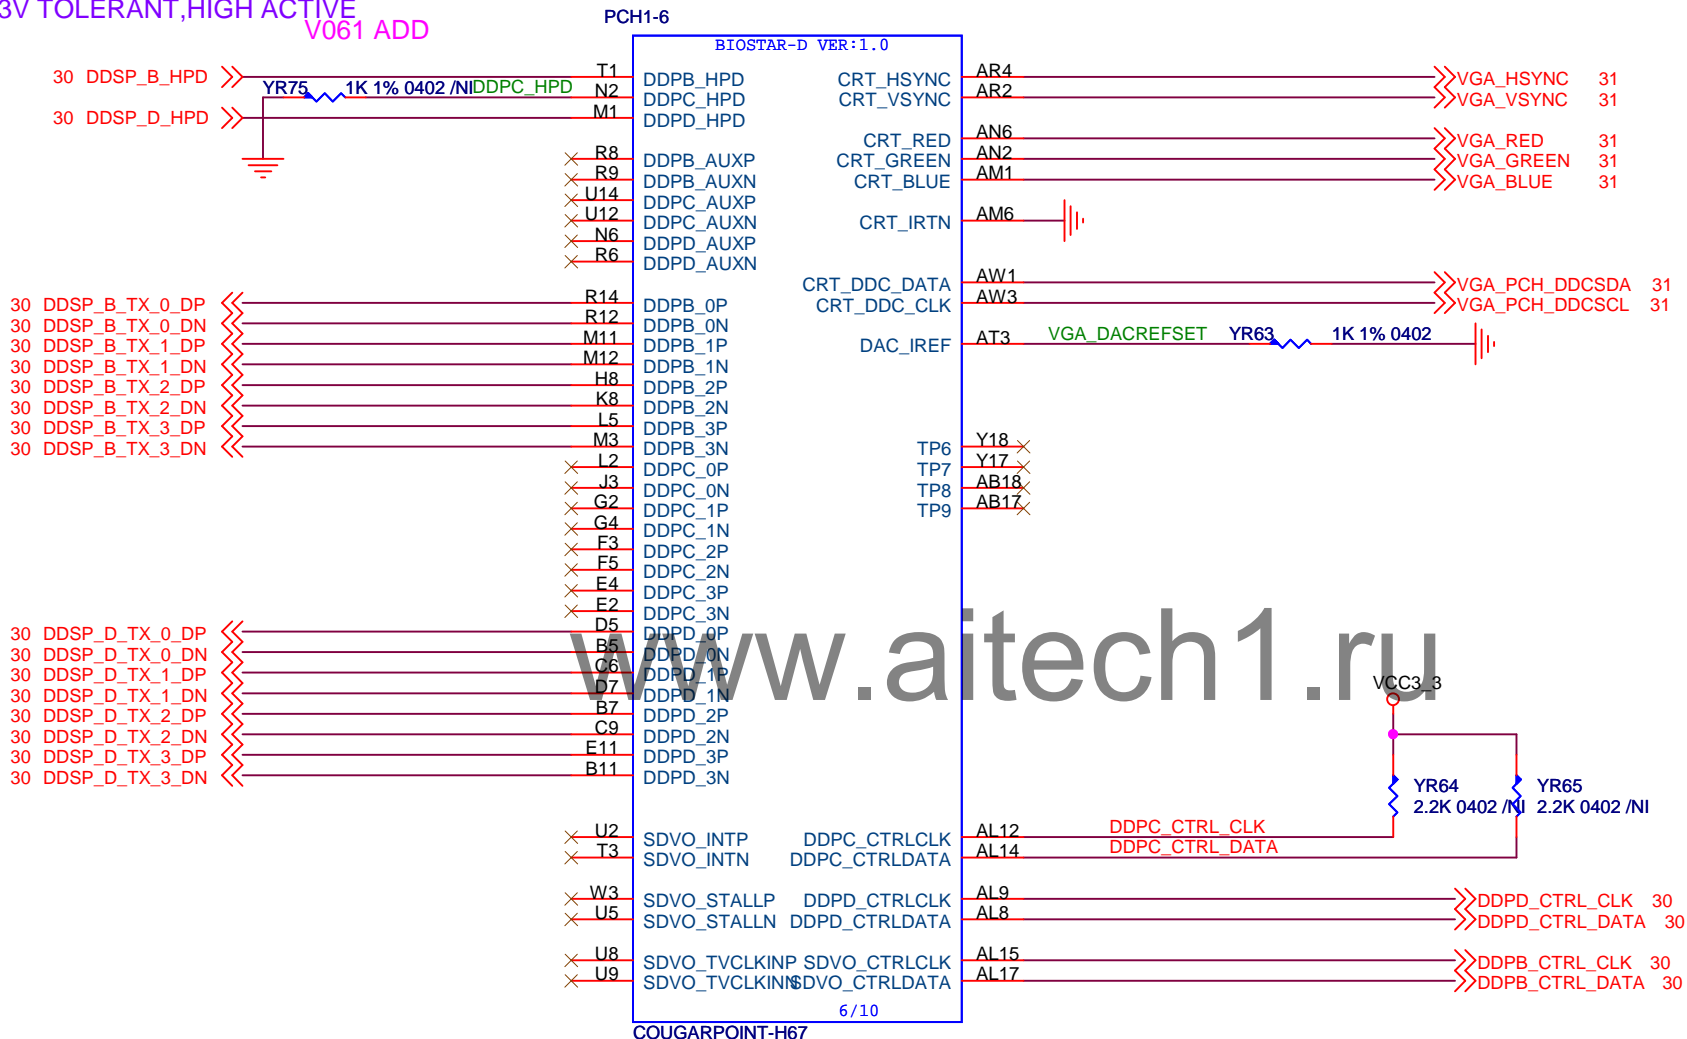 3V TOLERANT,HIGH ACTIVE
V061 ADD
PCH1-6
BIOSTAR-D VER:1.0
30 DDSP_B_HPD T1 DDPB_HPD
YR75 1K 1% 0402 /NI DDPC_HPD N2 DDPC_HPD
30 DDSP_D_HPD M1 DDPD_HPD
R8 DDPB_AUXP
R9 DDPB_AUXN
U14 DDPC_AUXP
U12 DDPC_AUXN
N6 DDPD_AUXP
R6 DDPD_AUXN
30 DDSP_B_TX_0_DP R14 DDPB_0P
30 DDSP_B_TX_0_DN R12 DDPB_0N
30 DDSP_B_TX_1_DP M11 DDPB_1P
30 DDSP_B_TX_1_DN M12 DDPB_1N
30 DDSP_B_TX_2_DP H8 DDPB_2P
30 DDSP_B_TX_2_DN K8 DDPB_2N
30 DDSP_B_TX_3_DP L5 DDPB_3P
30 DDSP_B_TX_3_DN M3 DDPB_3N
L2 DDPC_0P
J3 DDPC_0N
G2 DDPC_1P
G4 DDPC_1N
F3 DDPC_2P
F5 DDPC_2N
E4 DDPC_3P
E2 DDPC_3N
30 DDSP_D_TX_0_DP D5 DDPD_0P
30 DDSP_D_TX_0_DN B5 DDPD_0N
30 DDSP_D_TX_1_DP C6 DDPD_1P
30 DDSP_D_TX_1_DN D7 DDPD_1N
30 DDSP_D_TX_2_DP B7 DDPD_2P
30 DDSP_D_TX_2_DN C9 DDPD_2N
30 DDSP_D_TX_3_DP E11 DDPD_3P
30 DDSP_D_TX_3_DN B11 DDPD_3N
U2 SDVO_INTP
T3 SDVO_INTN
W3 SDVO_STALLP
U5 SDVO_STALLN
U8 SDVO_TVCLKINP
U9 SDVO_TVCLKINN
CRT_HSYNC AR4 VGA_HSYNC 31
CRT_VSYNC AR2 VGA_VSYNC 31
CRT_RED AN6 VGA_RED 31
CRT_GREEN AN2 VGA_GREEN 31
CRT_BLUE AM1 VGA_BLUE 31
CRT_IRTN AM6
CRT_DDC_DATA AW1 VGA_PCH_DDCSDA 31
CRT_DDC_CLK AW3 VGA_PCH_DDCSCL 31
DAC_IREF AT3 VGA_DACREFSET YR63 1K 1% 0402
TP6 Y18
TP7 Y17
TP8 AB18
TP9 AB17
www.aitech1.ru
VCC3_3
YR64 YR65
2.2K 0402 /NI 2.2K 0402 /NI
DDPC_CTRLCLK AL12 DDPC_CTRL_CLK
DDPC_CTRLDATA AL14 DDPC_CTRL_DATA
DDPD_CTRLCLK AL9 DDPD_CTRL_CLK 30
DDPD_CTRLDATA AL8 DDPD_CTRL_DATA 30
SDVO_CTRLCLK AL15 DDPB_CTRL_CLK 30
SDVO_CTRLDATA AL17 DDPB_CTRL_DATA 30
6/10
COUGARPOINT-H67